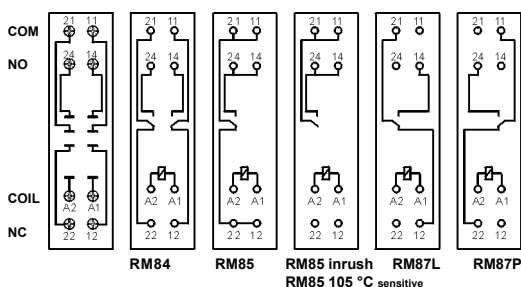 COM 21 11 21 11 21 11 21 11 21 11 21 11
NO 24 14 24 14 24 14 24 14 24 14 24 14
COIL A2 A1 A2 A1 A2 A1 A2 A1 A2 A1 A2 A1
NC 22 12 22 12 22 12 22 12 22 12 22 12
RM84 RM85 RM85 inrush RM87L RM87P
RM85 105 °C sensitive